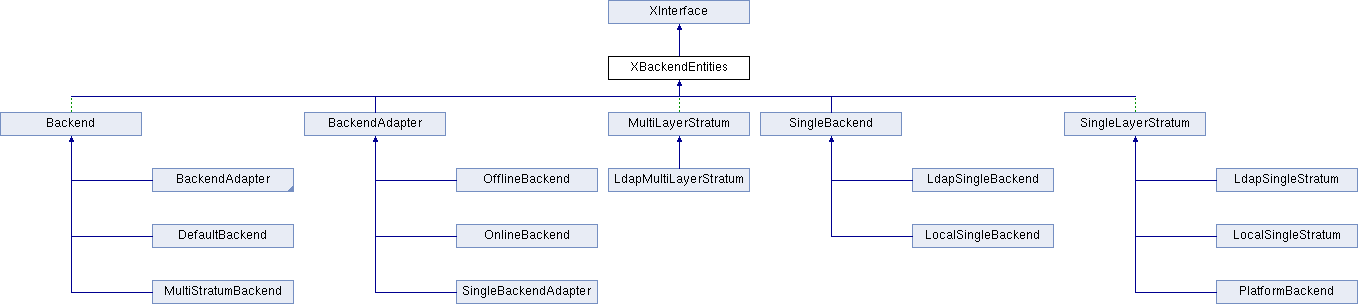 XInterface
XBackendEntities
Backend
BackendAdapter
MultiLayerStratum
SingleBackend
SingleLayerStratum
BackendAdapter
OfflineBackend
LdapMultiLayerStratum
LdapSingleBackend
LdapSingleStratum
DefaultBackend
OnlineBackend
LocalSingleBackend
LocalSingleStratum
MultiStratumBackend
SingleBackendAdapter
PlatformBackend